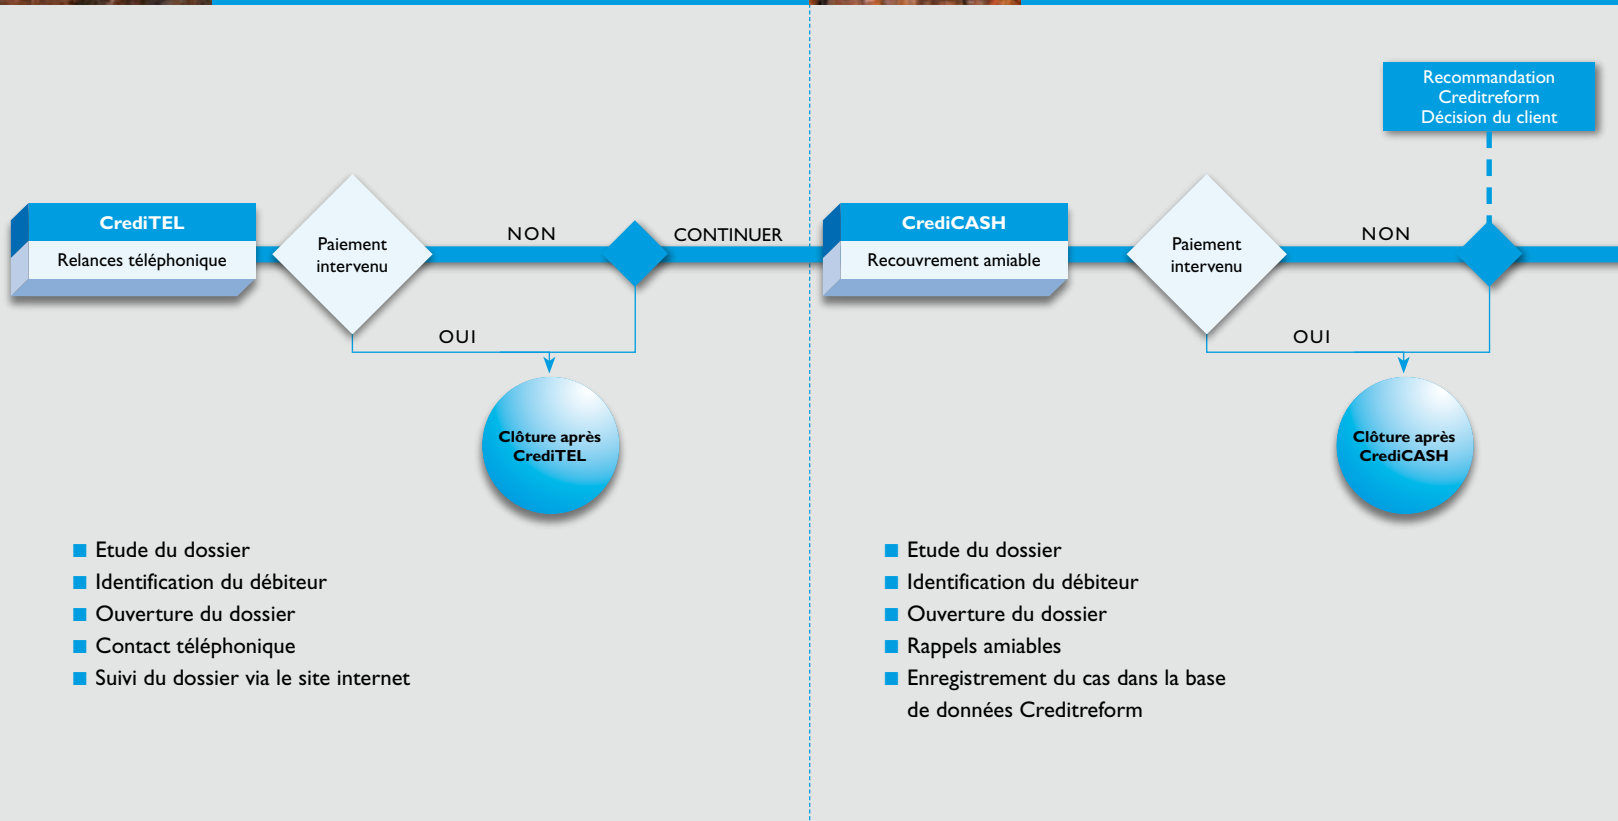 CrediTEL
Relances téléphonique
Paiement
intervenu
NON
CONTINUER
OUI
Clôture après
CrediTEL
Etude du dossier
Identification du débiteur
Ouverture du dossier
Contact téléphonique
Suivi du dossier via le site internet
Recommandation
Creditreform
Décision du client
CrediCASH
Recouvrement amiable
Paiement
intervenu
NON
OUI
Clôture après
CrediCASH
Etude du dossier
Identification du débiteur
Ouverture du dossier
Rappels amiables
Enregistrement du cas dans la base
de données Creditreform